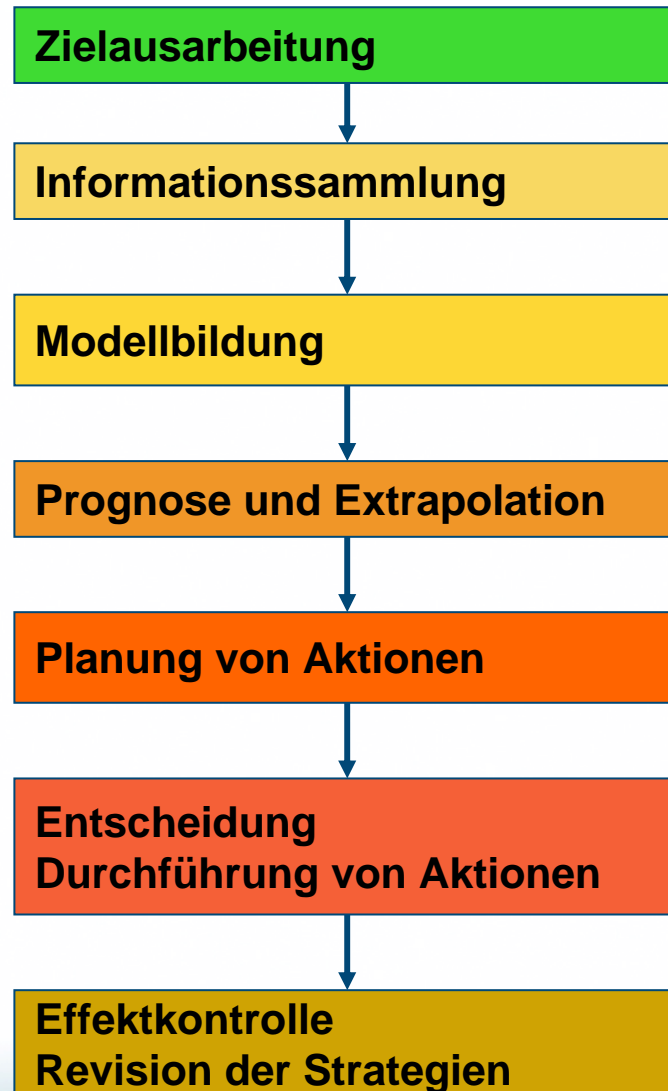 Zielausarbeitung
Informationssammlung
Modellbildung
Prognose und Extrapolation
Planung von Aktionen
Entscheidung
Durchführung von Aktionen
Effektkontrolle
Revision der Strategien